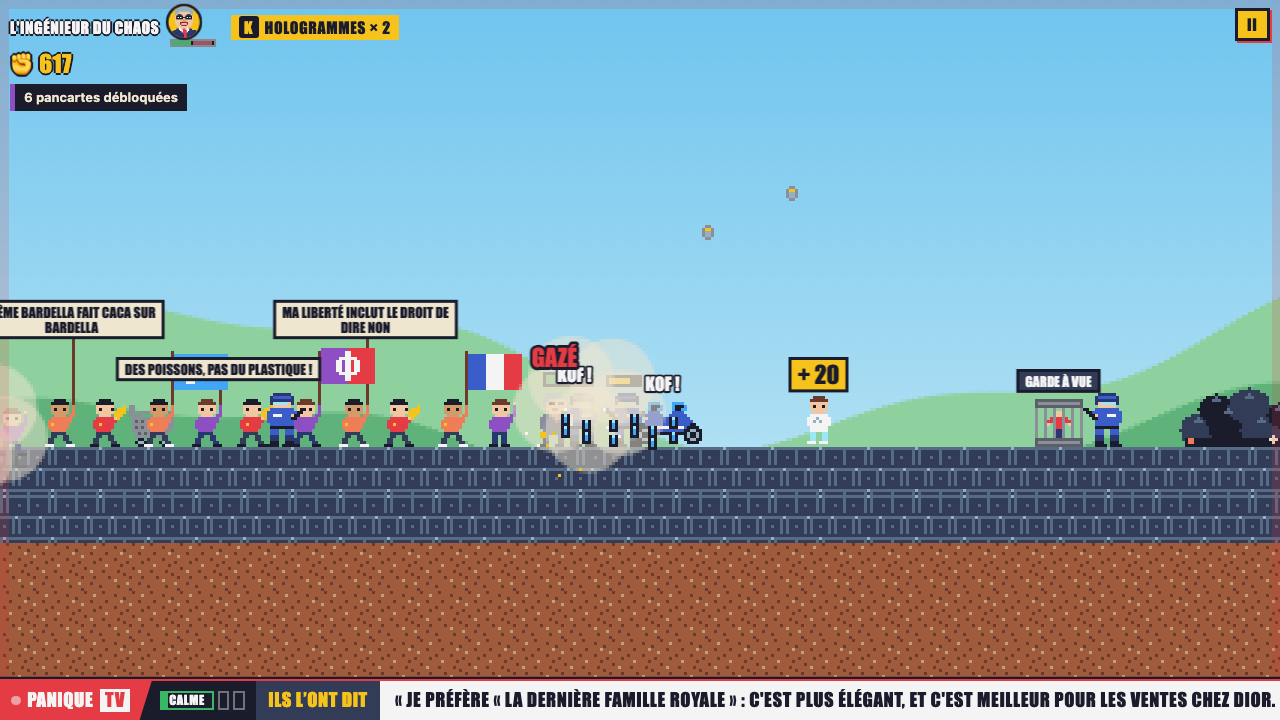 L'INGÉNIEUR DU CHAOS
K HOLOGRAMMES × 2
617
6 pancartes débloquées
ÊME BARDELLA FAIT CACA SUR
BARDELLA
MA LIBERTÉ INCLUT LE DROIT DE
DIRE NON
DES POISSONS, PAS DU PLASTIQUE !
GAZÉ
KOF !
KOF !
+ 20
GARDE À VUE
PANIQUE TV
CALME
ILS L'ONT DIT
« JE PRÉFÈRE « LA DERNIÈRE FAMILLE ROYALE » : C'EST PLUS ÉLÉGANT, ET C'EST MEILLEUR POUR LES VENTES CHEZ DIOR.